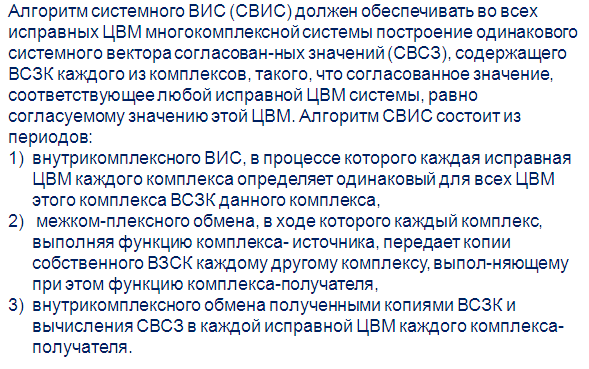 Алгоритм системного ВИС (СВИС) должен обеспечивать во всех
исправных ЦВМ многокомплексной системы построение одинакового
системного вектора согласован-ных значений (СВСЗ), содержащего
ВСЗК каждого из комплексов, такого, что согласованное значение,
соответствующее любой исправной ЦВМ системы, равно
согласуемому значению этой ЦВМ. Алгоритм СВИС состоит из
периодов:
1) внутрикомплексного ВИС, в процессе которого каждая исправная
ЦВМ каждого комплекса определяет одинаковый для всех ЦВМ
этого комплекса ВСЗК данного комплекса,
2) межком-плексного обмена, в ходе которого каждый комплекс,
выполняя функцию комплекса- источника, передает копии
собственного ВЗСК каждому другому комплексу, выпол-няющему
при этом функцию комплекса-получателя,
3) внутрикомплексного обмена полученными копиями ВСЗК и
вычисления СВСЗ в каждой исправной ЦВМ каждого комплекса-
получателя.